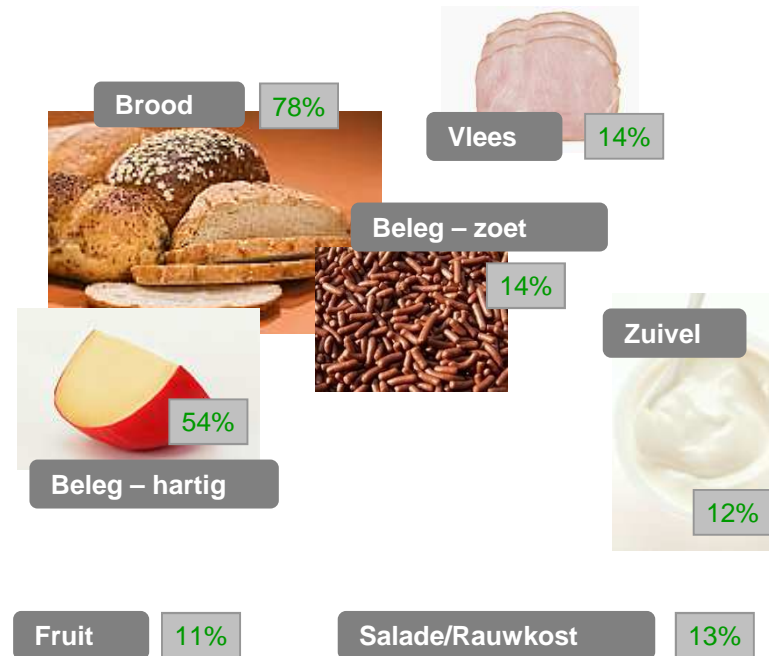 Brood 78%
Vlees 14%
Beleg – zoet
14%
Zuivel
54%
Beleg – hartig
12%
Fruit 11%
Salade/Rauwkost 13%